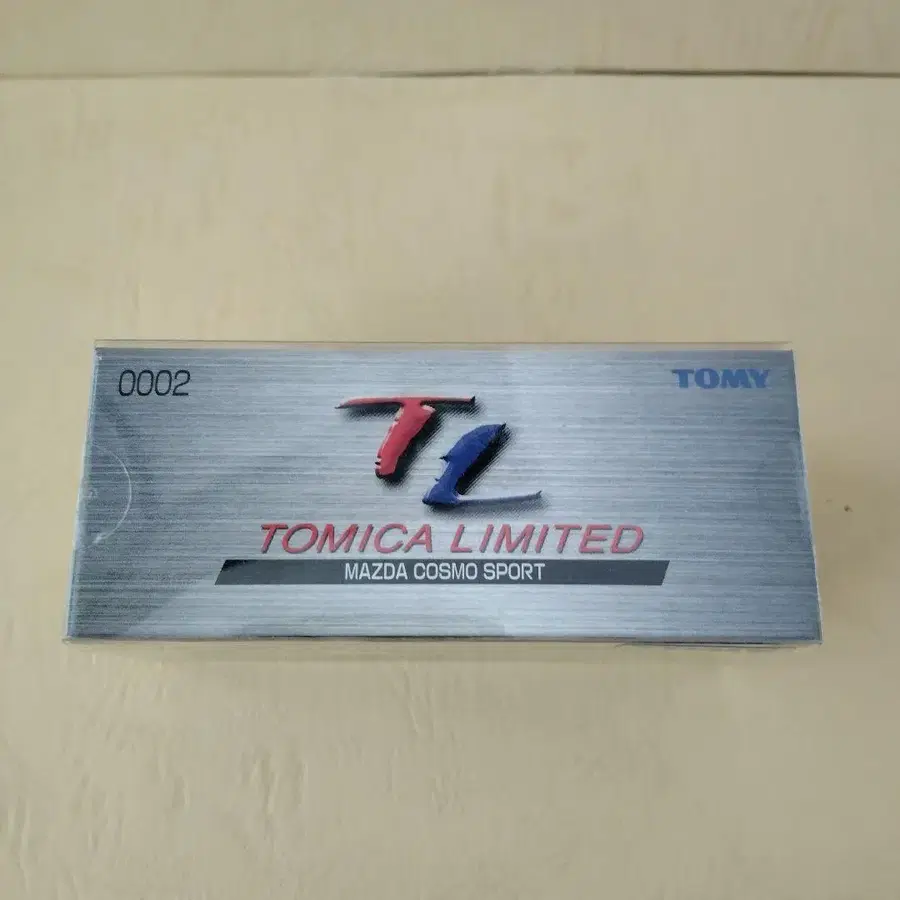 0002
TOMY
TL
TOMICA LIMITED
MAZDA COSMO SPORT